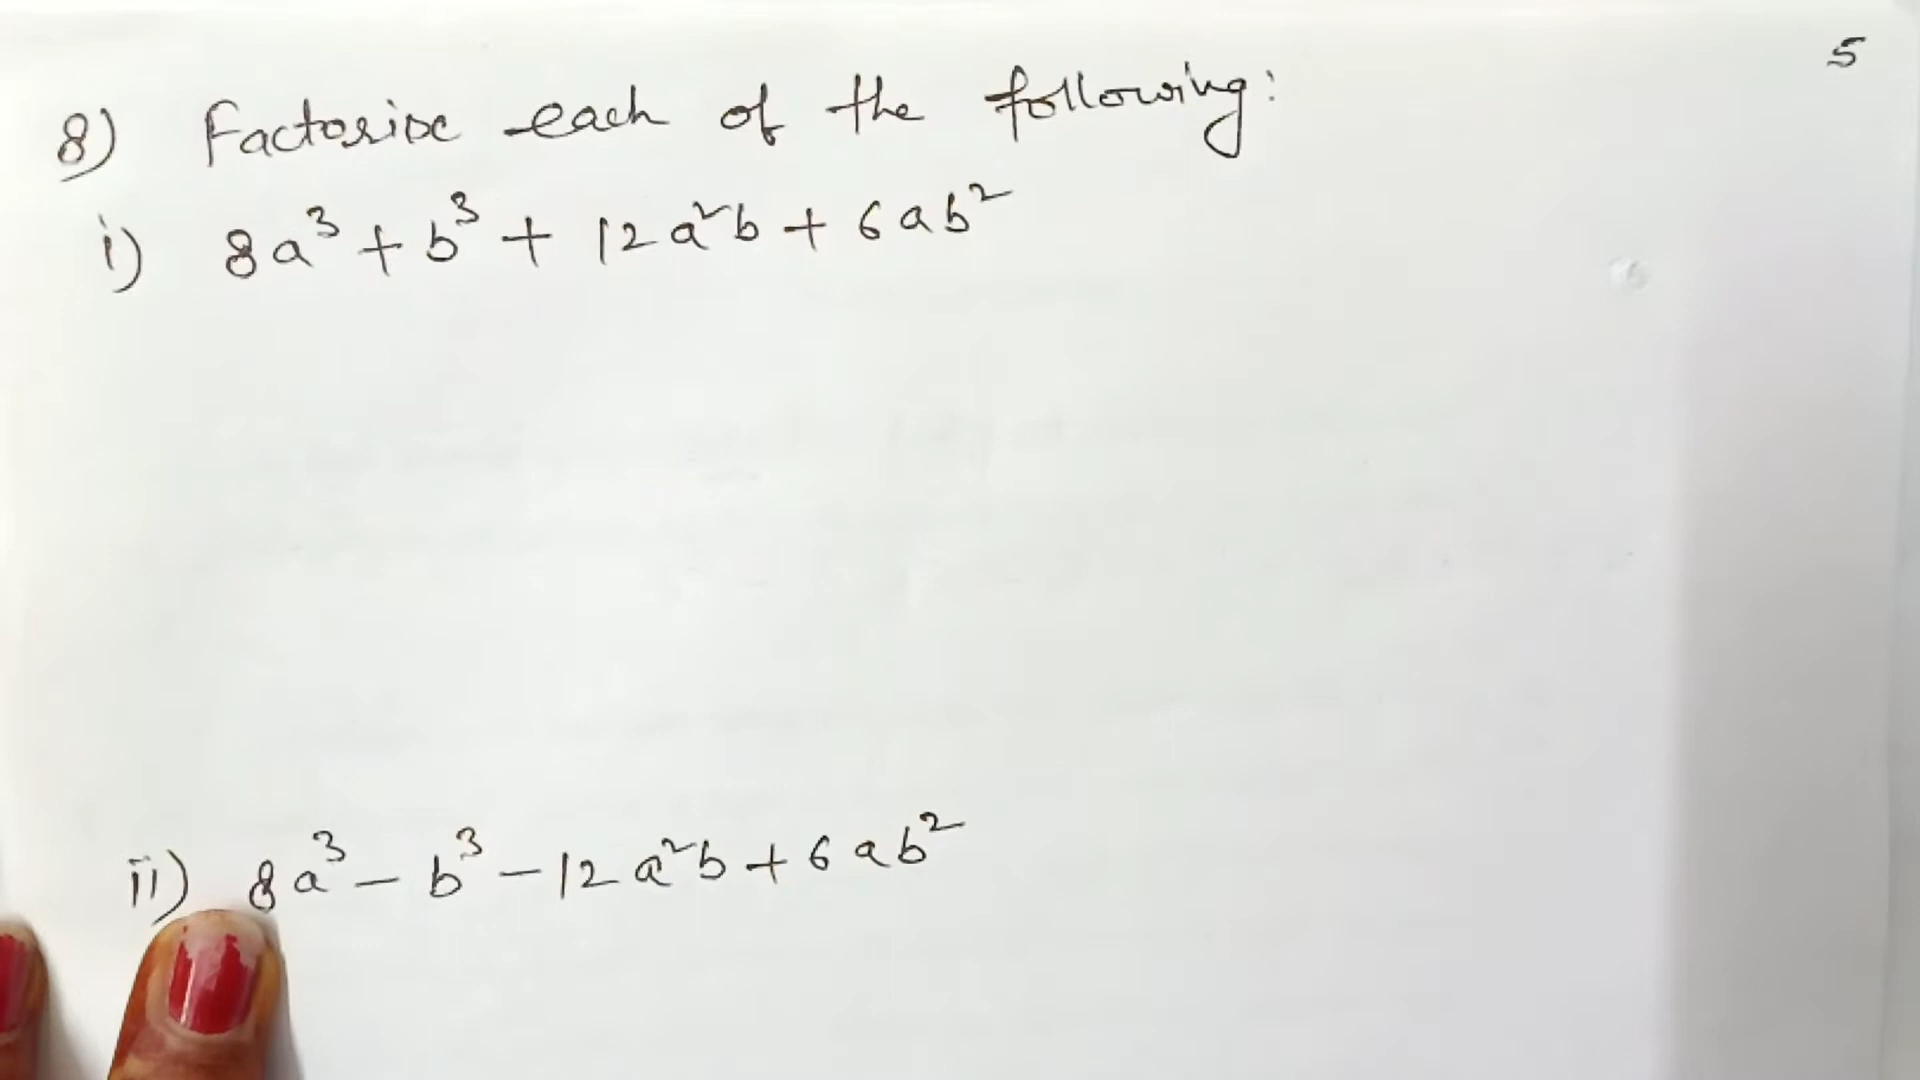 5
8) Factorise each of the following:
i) 8a³ + b³ + 12a²b + 6ab²
ii) 8a³ - b³ - 12a²b + 6ab²